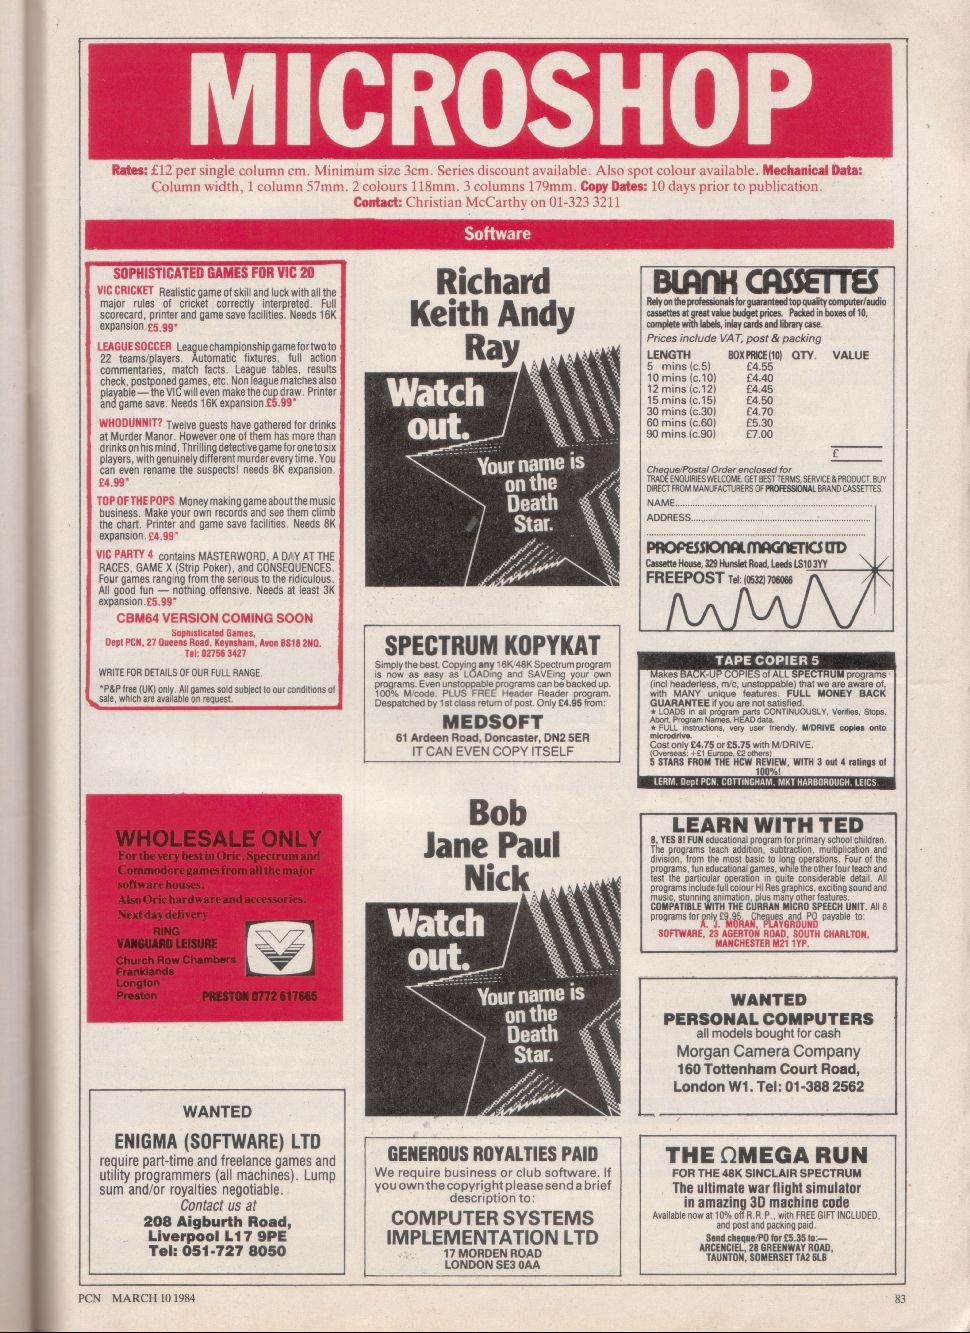 MICROSHOP
Rates: £12 per single column cm. Minimum size 3cm. Series discount available. Also spot colour available. Mechanical Data:
Column width, 1 column 57mm. 2 colours 118mm. 3 columns 179mm. Copy Dates: 10 days prior to publication.
Contact: Christian McCarthy on 01-323 3211
Software
SOPHISTICATED GAMES FOR VIC 20
VIC CRICKET Realistic game of skill and luck with all the
major rules of cricket correctly interpreted. Full
scorecard, printer and game save facilities. Needs 16K
expansion.£5.99*
LEAGUE SOCCER League championship game for two to
22 teams/players. Automatic fixtures, full action
commentaries, match facts. League tables, results
check, postponed games, etc. Non league matches also
playable — the VIC will even make the cup draw. Printer
and game save. Needs 16K expansion.£5.99*
WHODUNNIT? Twelve guests have gathered for drinks
at Murder Manor. However one of them has more than
drinks on his mind. Thrilling detective game for one to six
players, with genuinely different murder every time. You
can even rename the suspects! needs 8K expansion.
£4.99*
TOP OF THE POPS Money making game about the music
business. Make your own records and see them climb
the chart. Printer and game save facilities. Needs 8K
expansion.£4.99*
VIC PARTY 4 contains MASTERWORD, A DAY AT THE
RACES, GAME X (Strip Poker), and CONSEQUENCES.
Four games ranging from the serious to the ridiculous.
All good fun — nothing offensive. Needs at least 3K
expansion.£5.99*
CBM64 VERSION COMING SOON
Sophisticated Games,
Dept PCN, 27 Queens Road, Keynsham, Avon BS18 2NQ.
Tel: 02756 3427
WRITE FOR DETAILS OF OUR FULL RANGE.
*P&P free (UK) only. All games sold subject to our conditions of
sale, which are available on request.
WHOLESALE ONLY
For the very best in Oric, Spectrum and
Commodore games from all the major
software houses.
Also Oric hardware and accessories.
Next day delivery
RING
VANGUARD LEISURE
Church Row Chambers
Franklands
Longton
Preston PRESTON 0772 617665
WANTED
ENIGMA (SOFTWARE) LTD
require part-time and freelance games and
utility programmers (all machines). Lump
sum and/or royalties negotiable.
Contact us at
208 Aigburth Road,
Liverpool L17 9PE
Tel: 051-727 8050
Richard
Keith Andy
Ray
Watch
out.
Your name is
on the
Death
Star.
SPECTRUM KOPYKAT
Simply the best. Copying any 16K/48K Spectrum program
is now as easy as LOADing and SAVEing your own
programs. Even unstoppable programs can be backed up.
100% M/code. PLUS FREE Header Reader program.
Despatched by 1st class return of post. Only £4.95 from:
MEDSOFT
61 Ardeen Road, Doncaster, DN2 5ER
IT CAN EVEN COPY ITSELF
Bob
Jane Paul
Nick
Watch
out.
Your name is
on the
Death
Star.
GENEROUS ROYALTIES PAID
We require business or club software. If
you own the copyright please send a brief
description to:
COMPUTER SYSTEMS
IMPLEMENTATION LTD
17 MORDEN ROAD
LONDON SE3 0AA
BLANK CASSETTES
Rely on the professionals for guaranteed top quality computer/audio
cassettes at great value budget prices. Packed in boxes of 10,
complete with labels, inlay cards and library case.
Prices include VAT, post & packing
LENGTH BOX PRICE (10) QTY. VALUE
5 mins (c.5) £4.55
10 mins (c.10) £4.40
12 mins (c.12) £4.45
15 mins (c.15) £4.50
30 mins (c.30) £4.70
60 mins (c.60) £5.30
90 mins (c.90) £7.00
£
Cheque/Postal Order enclosed for
TRADE ENQUIRIES WELCOME. GET BEST TERMS, SERVICE & PRODUCT. BUY
DIRECT FROM MANUFACTURERS OF PROFESSIONAL BRAND CASSETTES.
NAME
ADDRESS
PROFESSIONAL MAGNETICS LTD
Cassette House, 329 Hunslet Road, Leeds LS10 3YY
FREEPOST Tel: (0532) 706066
TAPE COPIER 5
Makes BACK-UP COPIES of ALL SPECTRUM programs
(incl headerless, m/c, unstoppable) that we are aware of,
with MANY unique features. FULL MONEY BACK
GUARANTEE if you are not satisfied.
★ LOADS in all program parts CONTINUOUSLY, Verifies, Stops,
Abort, Program Names, HEAD data.
★ FULL instructions, very user friendly. M/DRIVE copies onto
microdrive.
Cost only £4.75 or £5.75 with M/DRIVE.
(Overseas: +£1 Europe, £2 others)
5 STARS FROM THE HCW REVIEW, WITH 3 out 4 ratings of
100%!
LERM, Dept PCN, COTTINGHAM, MKT HARBOROUGH, LEICS.
LEARN WITH TED
8, YES 8! FUN educational program for primary school children.
The programs teach addition, subtraction, multiplication and
division, from the most basic to long operations. Four of the
programs, fun educational games, while the other four teach and
test the particular operation in quite considerable detail. All
programs include full colour Hi Res graphics, exciting sound and
music, stunning animation, plus many other features.
COMPATIBLE WITH THE CURRAN MICRO SPEECH UNIT. All 8
programs for only £9.95. Cheques and PO payable to:
A. J. MORAN, PLAYGROUND
SOFTWARE, 23 AGERTON ROAD, SOUTH CHARLTON,
MANCHESTER M21 1YP.
WANTED
PERSONAL COMPUTERS
all models bought for cash
Morgan Camera Company
160 Tottenham Court Road,
London W1. Tel: 01-388 2562
THE ΩMEGA RUN
FOR THE 48K SINCLAIR SPECTRUM
The ultimate war flight simulator
in amazing 3D machine code
Available now at 10% off R.R.P., with FREE GIFT INCLUDED,
and post and packing paid.
Send cheque/PO for £5.35 to:—
ARCENCIEL, 28 GREENWAY ROAD,
TAUNTON, SOMERSET TA2 6LB
PCN MARCH 10 1984
83